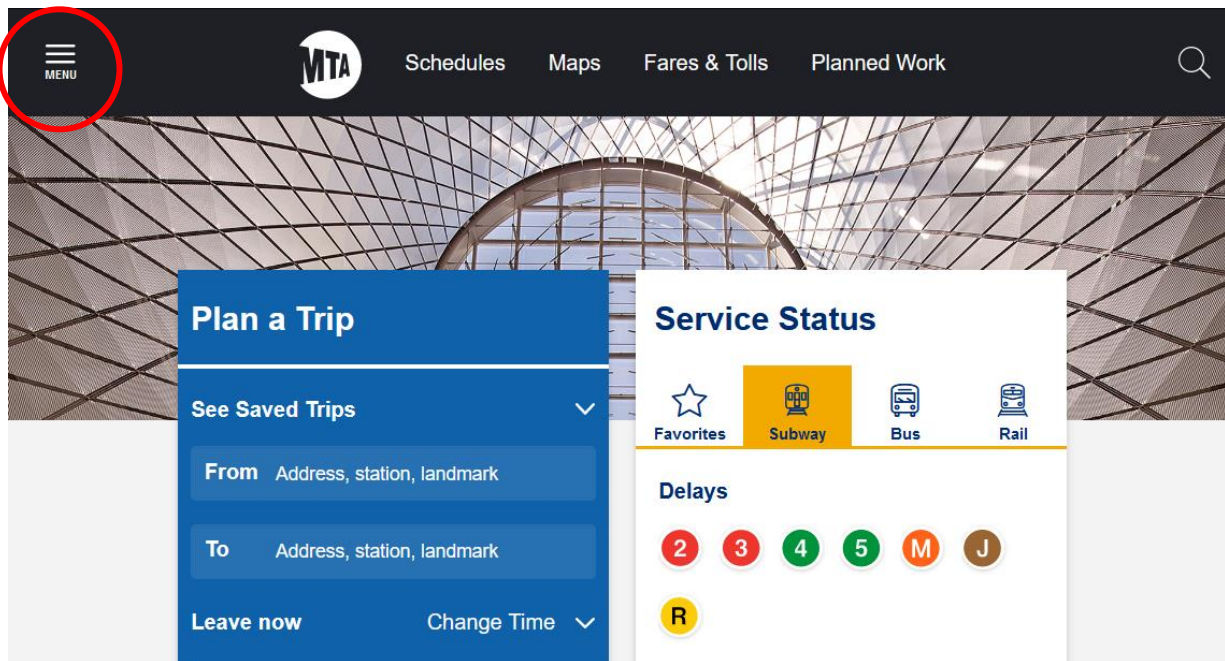 MENU
MTA
Schedules Maps Fares & Tolls Planned Work
Plan a Trip
See Saved Trips
From Address, station, landmark
To Address, station, landmark
Leave now Change Time
Service Status
Favorites Subway Bus Rail
Delays
2 3 4 5 M J
R